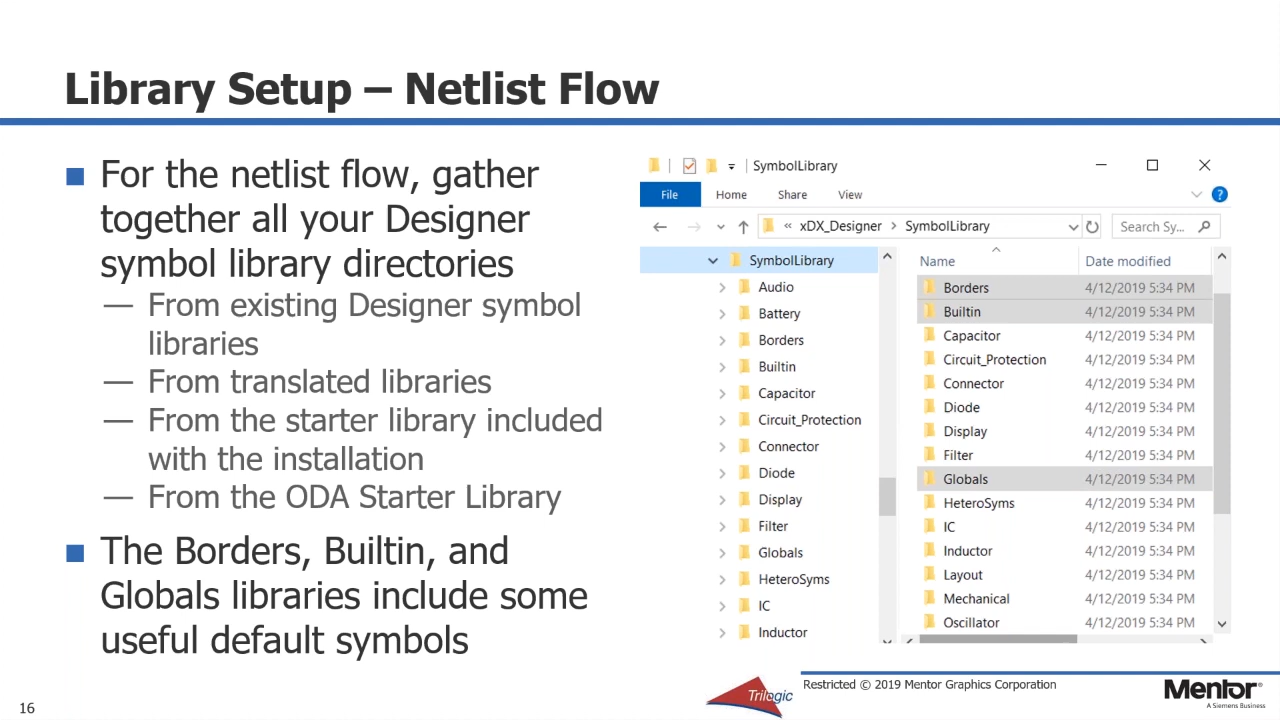 Library Setup – Netlist Flow
For the netlist flow, gather
together all your Designer
symbol library directories
— From existing Designer symbol
libraries
— From translated libraries
— From the starter library included
with the installation
— From the ODA Starter Library
The Borders, Builtin, and
Globals libraries include some
useful default symbols
SymbolLibrary
File Home Share View
« xDX_Designer > SymbolLibrary Search Sy...
SymbolLibrary
Audio
Battery
Borders
Builtin
Capacitor
Circuit_Protection
Connector
Diode
Display
Filter
Globals
HeteroSyms
IC
Inductor
Name Date modified
Borders 4/12/2019 5:34 PM
Builtin 4/12/2019 5:34 PM
Capacitor 4/12/2019 5:34 PM
Circuit_Protection 4/12/2019 5:34 PM
Connector 4/12/2019 5:34 PM
Diode 4/12/2019 5:34 PM
Display 4/12/2019 5:34 PM
Filter 4/12/2019 5:34 PM
Globals 4/12/2019 5:34 PM
HeteroSyms 4/12/2019 5:34 PM
IC 4/12/2019 5:34 PM
Inductor 4/12/2019 5:34 PM
Layout 4/12/2019 5:34 PM
Mechanical 4/12/2019 5:34 PM
Oscillator 4/12/2019 5:34 PM
16
Trilogic
Restricted © 2019 Mentor Graphics Corporation
Mentor®
A Siemens Business